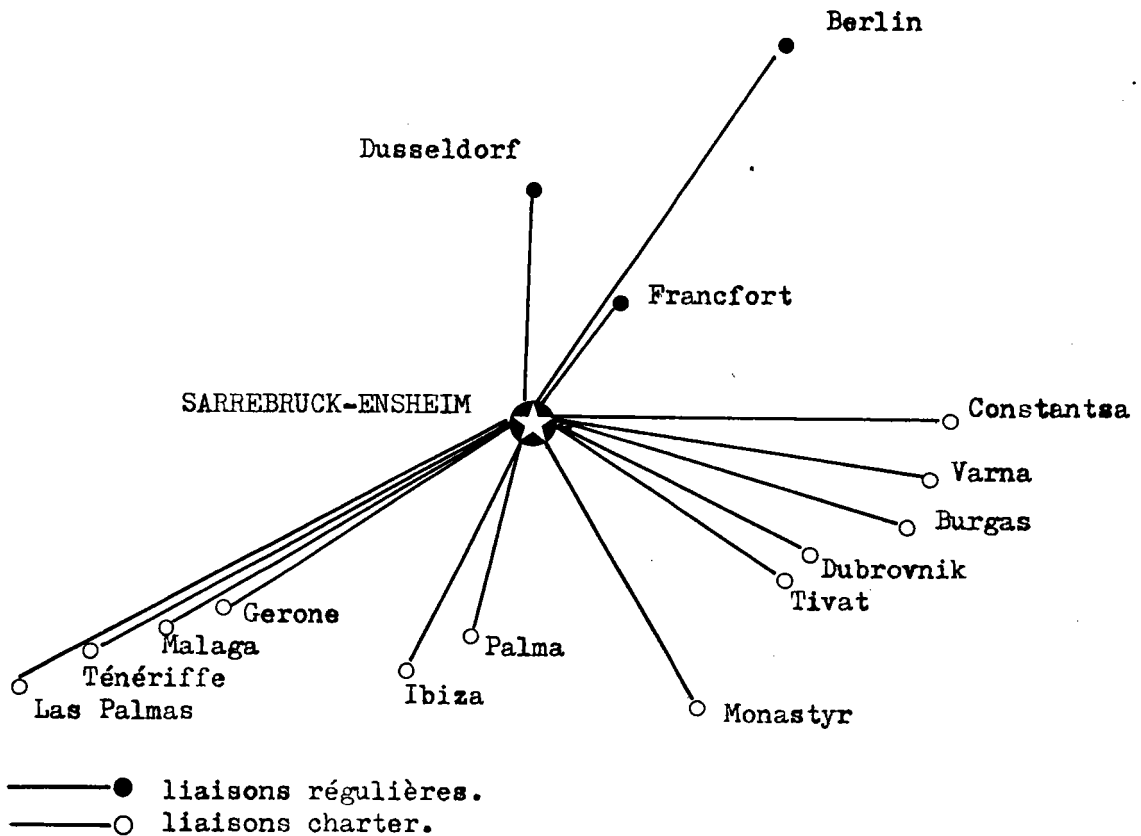 Berlin
Dusseldorf
Francfort
SARREBRUCK-ENSHEIM
Constantsa
Varna
Burgas
Dubrovnik
Tivat
Gerone
Malaga
Ténériffe
Las Palmas
Palma
Ibiza
Monastyr
liaisons régulières.
liaisons charter.